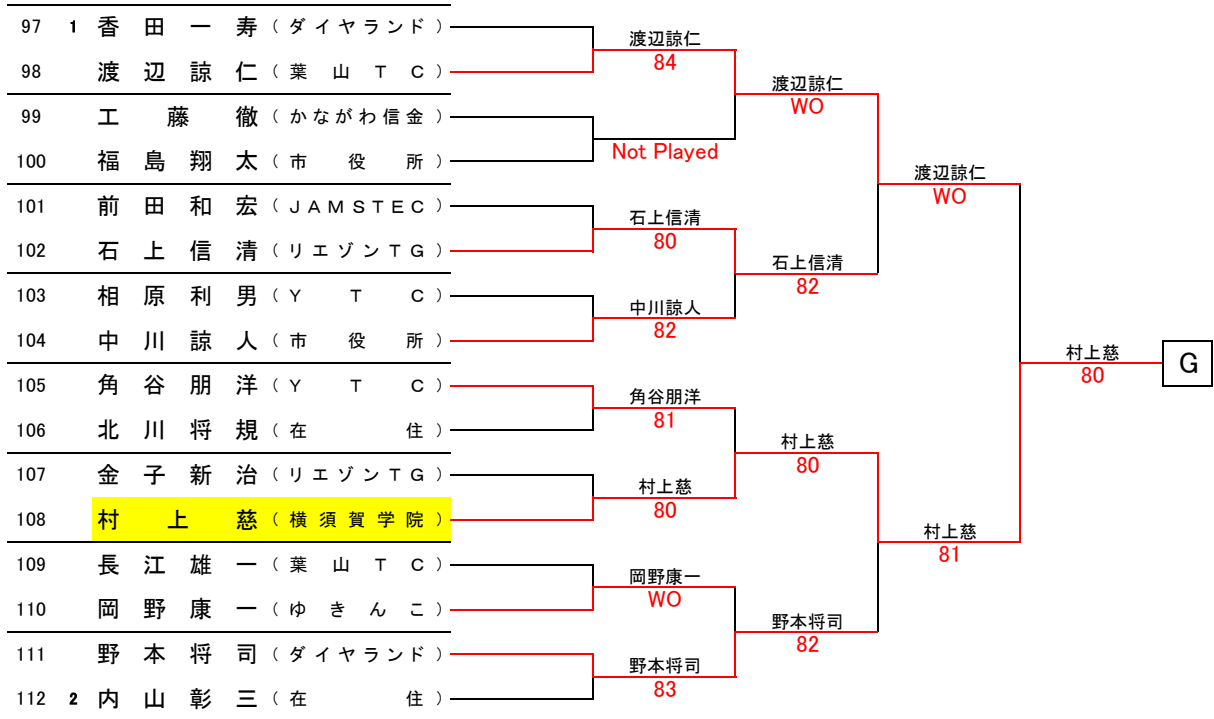 97 1 香田一寿（ダイヤランド）
98 渡辺諒仁（葉山TC）
99 工藤徹（かながわ信金）
100 福島翔太（市役所）
101 前田和宏（JAMSTEC）
102 石上信清（リエゾンTG）
103 相原利男（YTC）
104 中川諒人（市役所）
105 角谷朋洋（YTC）
106 北川将規（在住）
107 金子新治（リエゾンTG）
108 村上慈（横須賀学院）
109 長江雄一（葉山TC）
110 岡野康一（ゆきんこ）
111 野本将司（ダイヤランド）
112 2 内山彰三（在住）
渡辺諒仁
84
Not Played
石上信清
80
中川諒人
82
角谷朋洋
81
村上慈
80
岡野康一
WO
野本将司
83
渡辺諒仁
WO
石上信清
82
村上慈
80
野本将司
82
渡辺諒仁
WO
村上慈
81
村上慈
80
G